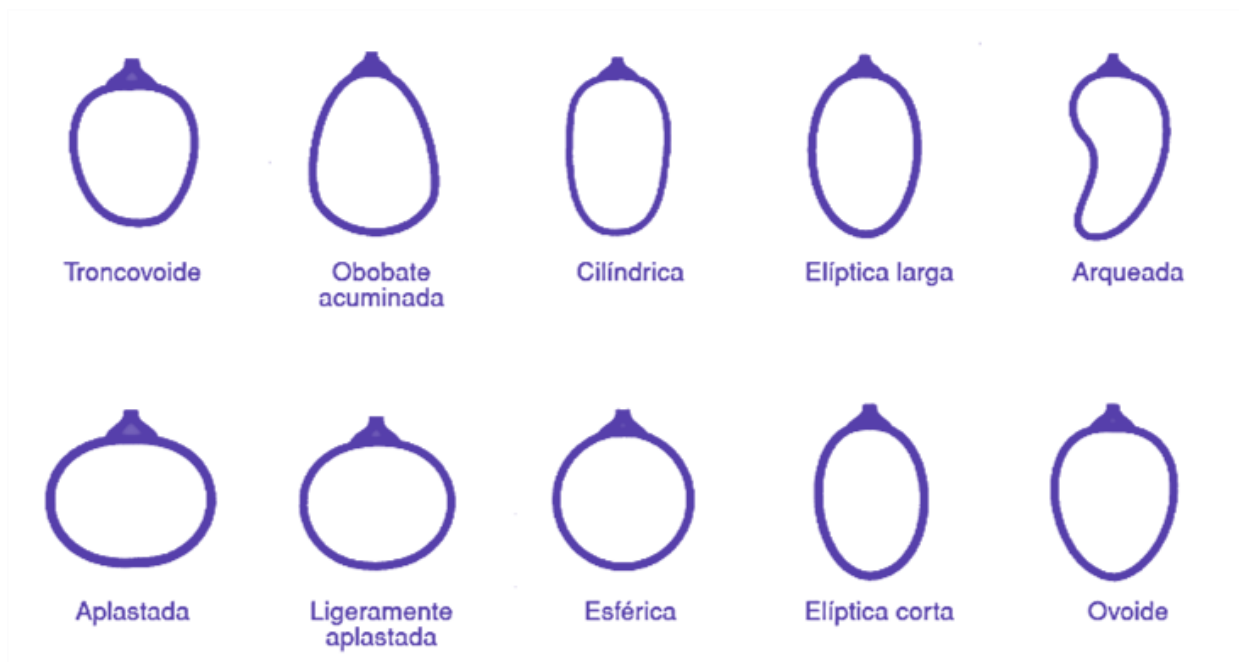 Troncovoide
Obobate
acuminada
Cilíndrica
Elíptica larga
Arqueada
Aplastada
Ligeramente
aplastada
Esférica
Elíptica corta
Ovoide